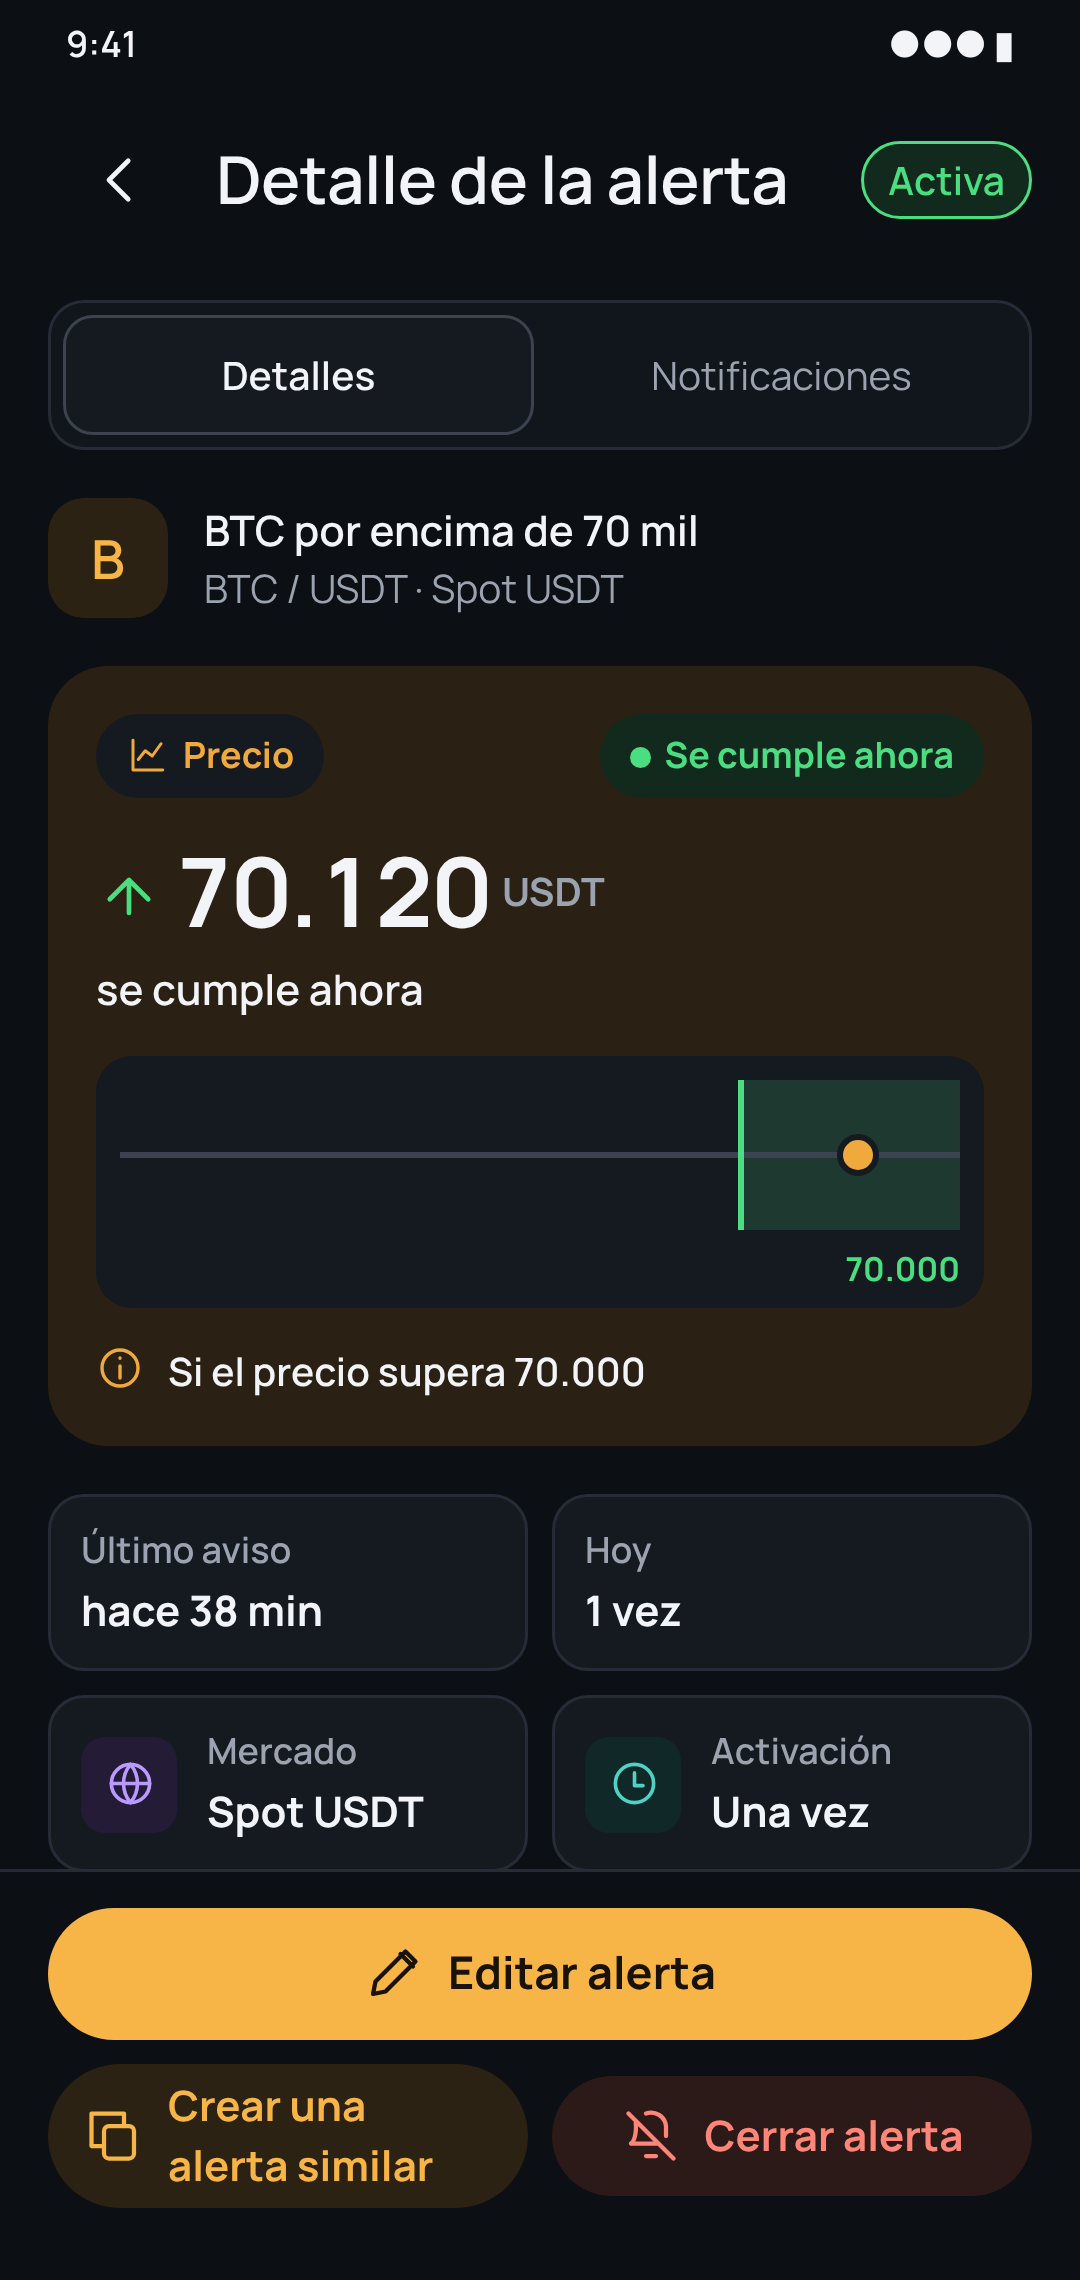 9:41
Detalle de la alerta
Activa
Detalles
Notificaciones
B
BTC por encima de 70 mil
BTC / USDT · Spot USDT
Precio
Se cumple ahora
70.120 USDT
se cumple ahora
70.000
Si el precio supera 70.000
Último aviso
hace 38 min
Hoy
1 vez
Mercado
Spot USDT
Activación
Una vez
Editar alerta
Crear una
alerta similar
Cerrar alerta